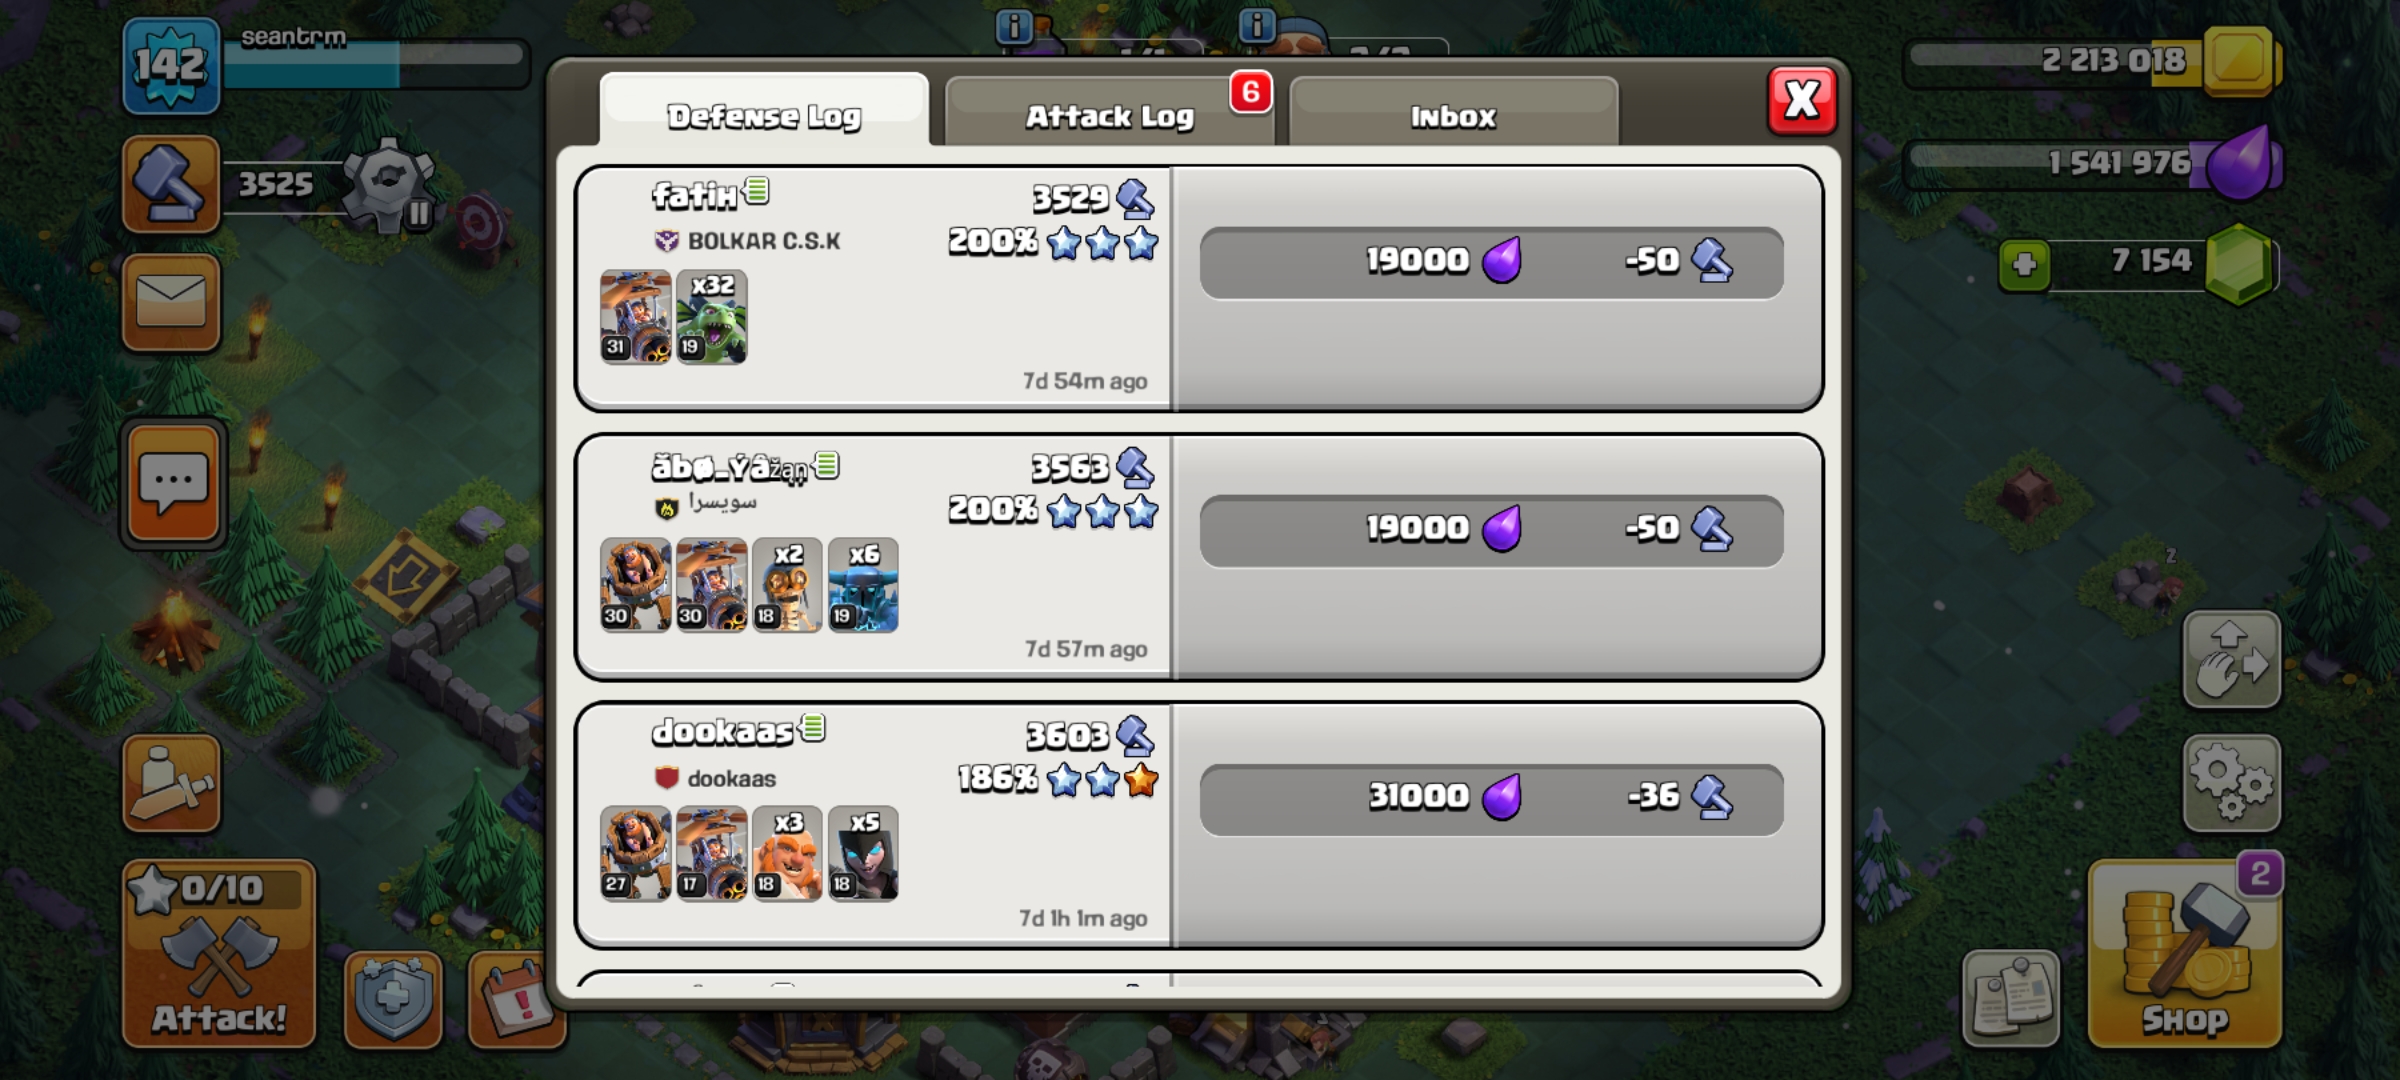 142
seantrm
2 213 018
3525
1 541 976
7 154
Defense Log
Attack Log
6
Inbox
X
fatiH
3529
BOLKAR C.S.K
200%
x32
31
19
19000
-50
7d 54m ago
ăbø_Ýâžąņ
3563
سويسرا
200%
x2
x6
30
30
18
19
19000
-50
7d 57m ago
dookaas
3603
dookaas
186%
x3
x5
27
17
18
18
31000
-36
7d 1h 1m ago
z
0/10
Attack!
2
Shop